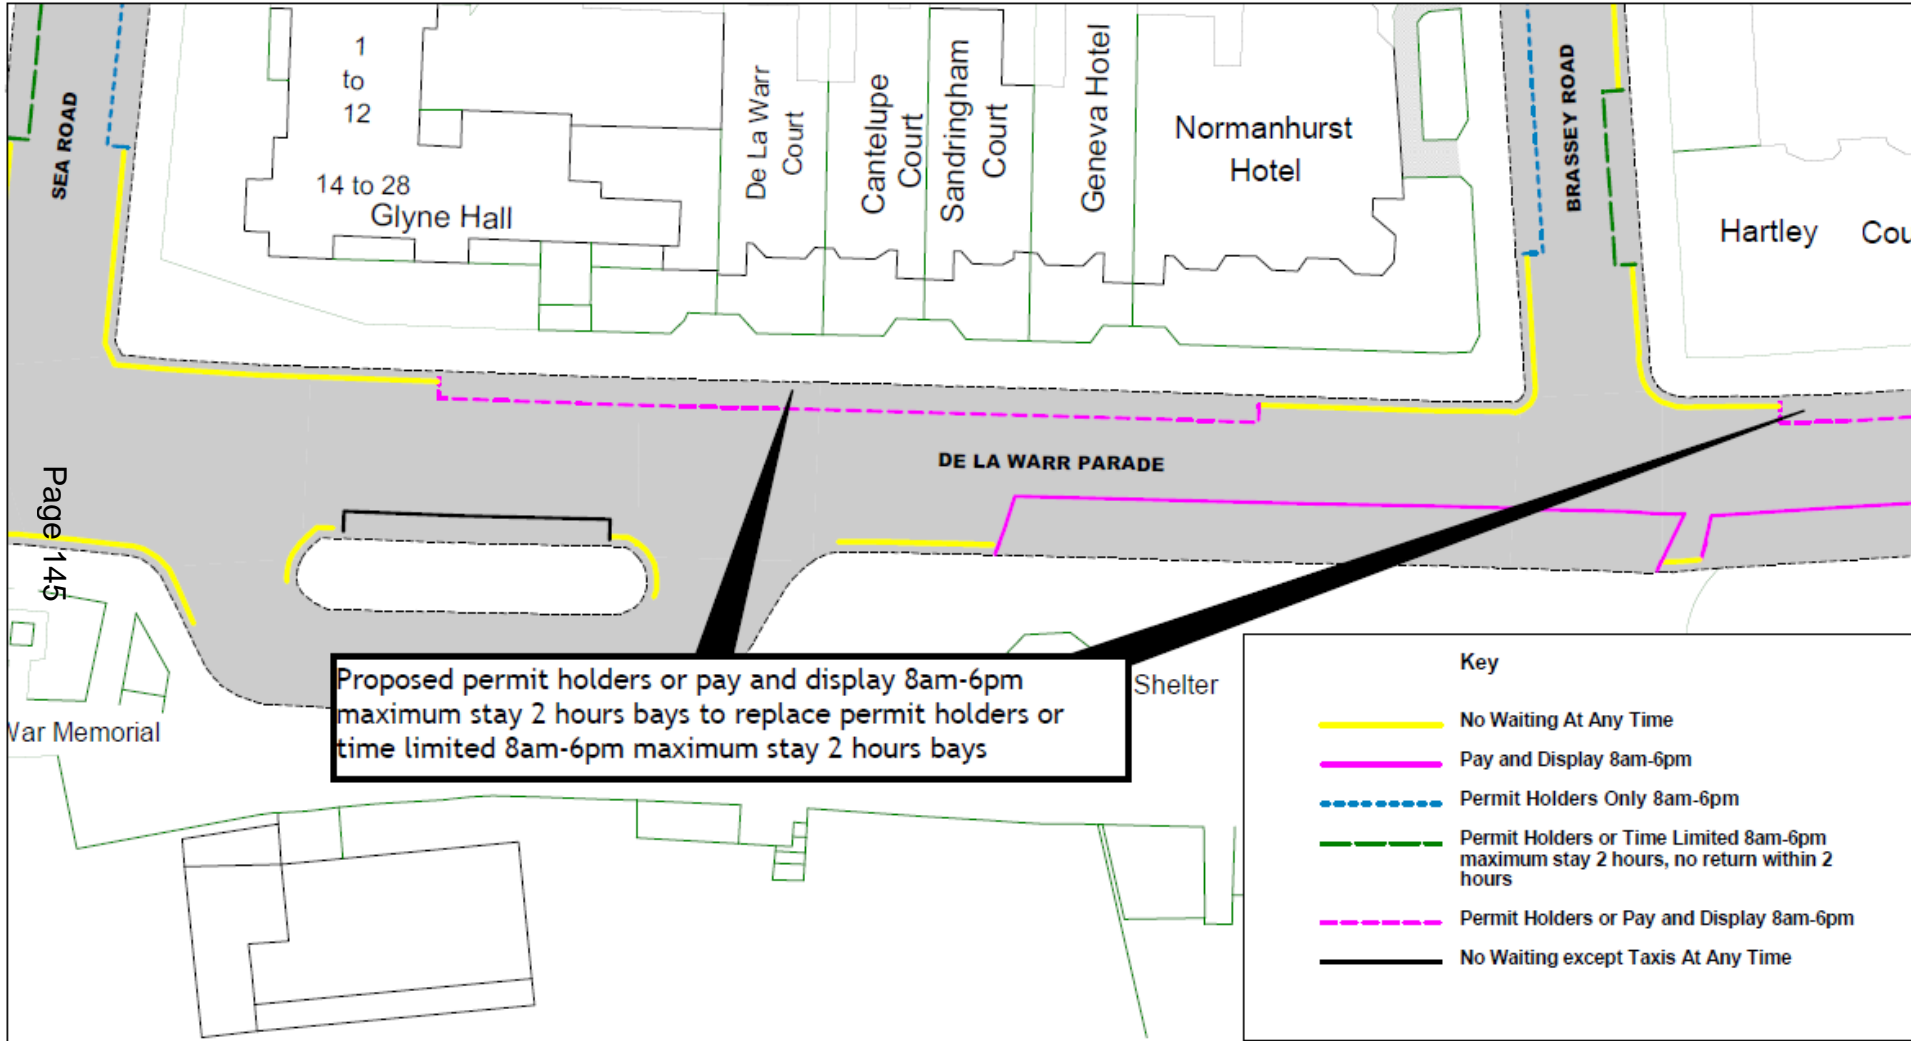 SEA ROAD
1
to
12
14 to 28
Glyne Hall
De La Warr
Court
Cantelupe
Court
Sandringham
Court
Geneva Hotel
Normanhurst
Hotel
BRASSEY ROAD
Hartley Cou
DE LA WARR PARADE
Page 145
War Memorial
Proposed permit holders or pay and display 8am-6pm
maximum stay 2 hours bays to replace permit holders or
time limited 8am-6pm maximum stay 2 hours bays
Shelter
Key
No Waiting At Any Time
Pay and Display 8am-6pm
Permit Holders Only 8am-6pm
Permit Holders or Time Limited 8am-6pm
maximum stay 2 hours, no return within 2
hours
Permit Holders or Pay and Display 8am-6pm
No Waiting except Taxis At Any Time